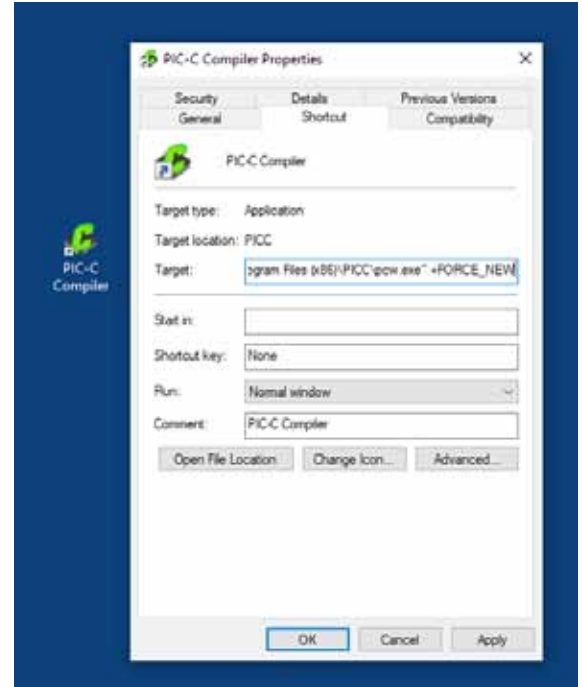 PIC-C Compiler Properties
Security Details Previous Versions
General Shortcut Compatibility
PIC-C Compiler
Target type: Application
Target location: PICC
Target: ogram Files (x86)\PICC\pcw.exe" +FORCE_NEW
Start in:
Shortcut key: None
Run: Normal window
Comment: PIC-C Compiler
Open File Location Change Icon... Advanced...
OK Cancel Apply
PIC-C
Compiler